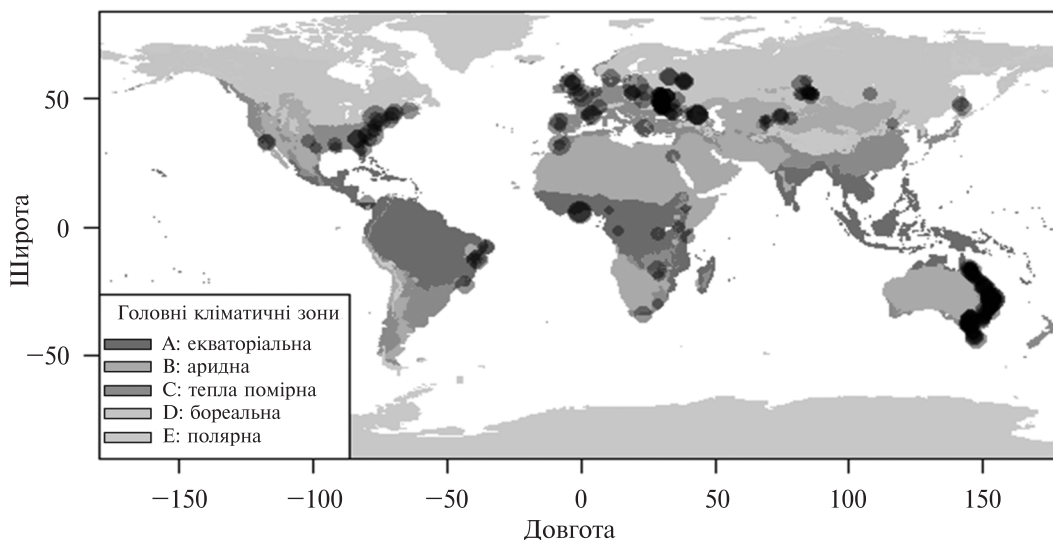 50
0
−50
Широта
Головні кліматичні зони
A: екваторіальна
B: аридна
C: тепла помірна
D: бореальна
E: полярна
−150
−100
−50
0
50
100
150
Довгота